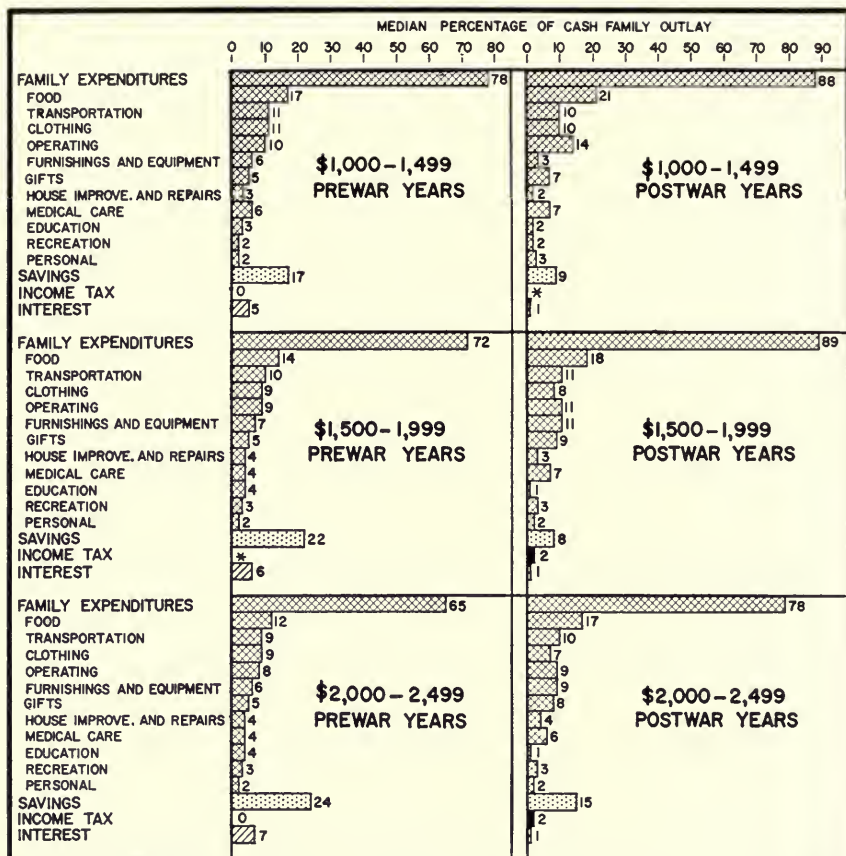 MEDIAN PERCENTAGE OF CASH FAMILY OUTLAY
0 10 20 30 40 50 60 70 80 0 10 20 30 40 50 60 70 80 90
FAMILY EXPENDITURES 78 88
FOOD 17 21
TRANSPORTATION 11 10
CLOTHING 11 10
OPERATING 10 14
FURNISHINGS AND EQUIPMENT 6 $1,000-1,499 3 $1,000-1,499
GIFTS 5 PREWAR YEARS 7 POSTWAR YEARS
HOUSE IMPROVE. AND REPAIRS 3 2
MEDICAL CARE 6 7
EDUCATION 3 2
RECREATION 2 2
PERSONAL 2 3
SAVINGS 17 9
INCOME TAX 0 *
INTEREST 5 1
FAMILY EXPENDITURES 72 89
FOOD 14 18
TRANSPORTATION 10 11
CLOTHING 9 8
OPERATING 9 11
FURNISHINGS AND EQUIPMENT 7 $1,500-1,999 11 $1,500-1,999
GIFTS 5 PREWAR YEARS 9 POSTWAR YEARS
HOUSE IMPROVE. AND REPAIRS 4 3
MEDICAL CARE 4 7
EDUCATION 4 1
RECREATION 3 3
PERSONAL 2 2
SAVINGS 22 8
INCOME TAX * 2
INTEREST 6 1
FAMILY EXPENDITURES 65 78
FOOD 12 17
TRANSPORTATION 9 10
CLOTHING 9 7
OPERATING 8 9
FURNISHINGS AND EQUIPMENT 6 $2,000-2,499 9 $2,000-2,499
GIFTS 5 PREWAR YEARS 8 POSTWAR YEARS
HOUSE IMPROVE. AND REPAIRS 4 4
MEDICAL CARE 4 6
EDUCATION 4 1
RECREATION 3 3
PERSONAL 2 2
SAVINGS 24 15
INCOME TAX 0 2
INTEREST 7 1